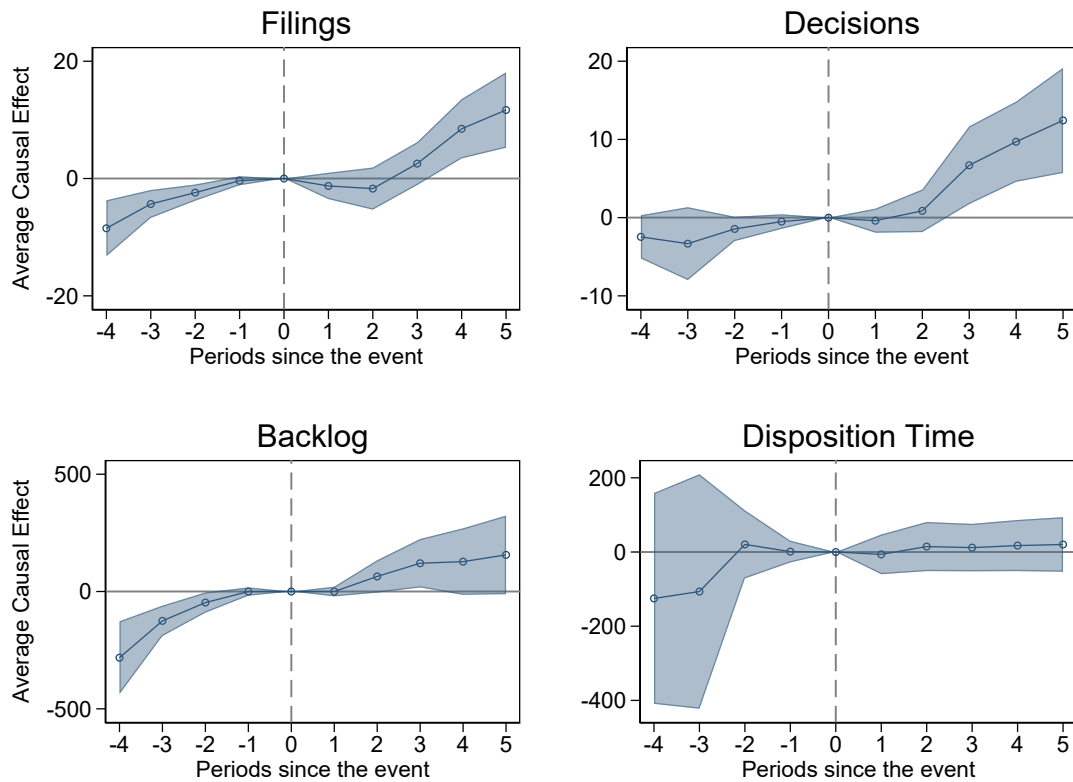 Filings
Decisions
Average Causal Effect
20
0
-20
-4 -3 -2 -1 0 1 2 3 4 5
Periods since the event
20
10
0
-10
-4 -3 -2 -1 0 1 2 3 4 5
Periods since the event
Backlog
Disposition Time
Average Causal Effect
500
0
-500
-4 -3 -2 -1 0 1 2 3 4 5
Periods since the event
200
0
-200
-400
-4 -3 -2 -1 0 1 2 3 4 5
Periods since the event